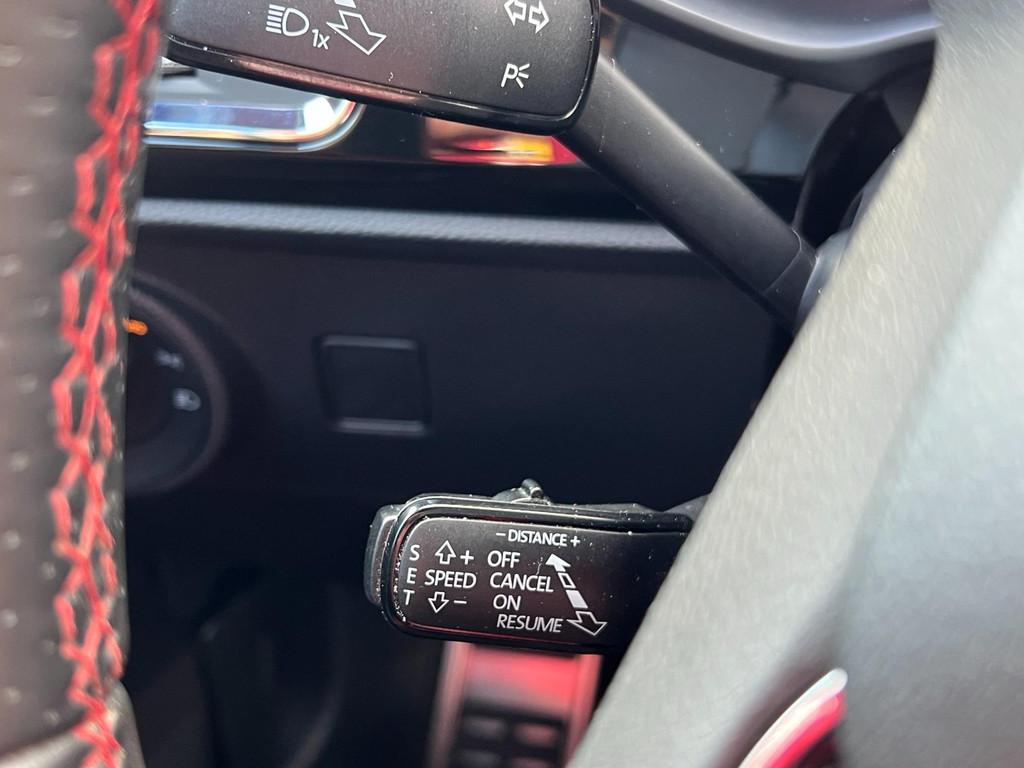 1x
P
- DISTANCE +
S + OFF
E SPEED CANCEL
T - ON
RESUME